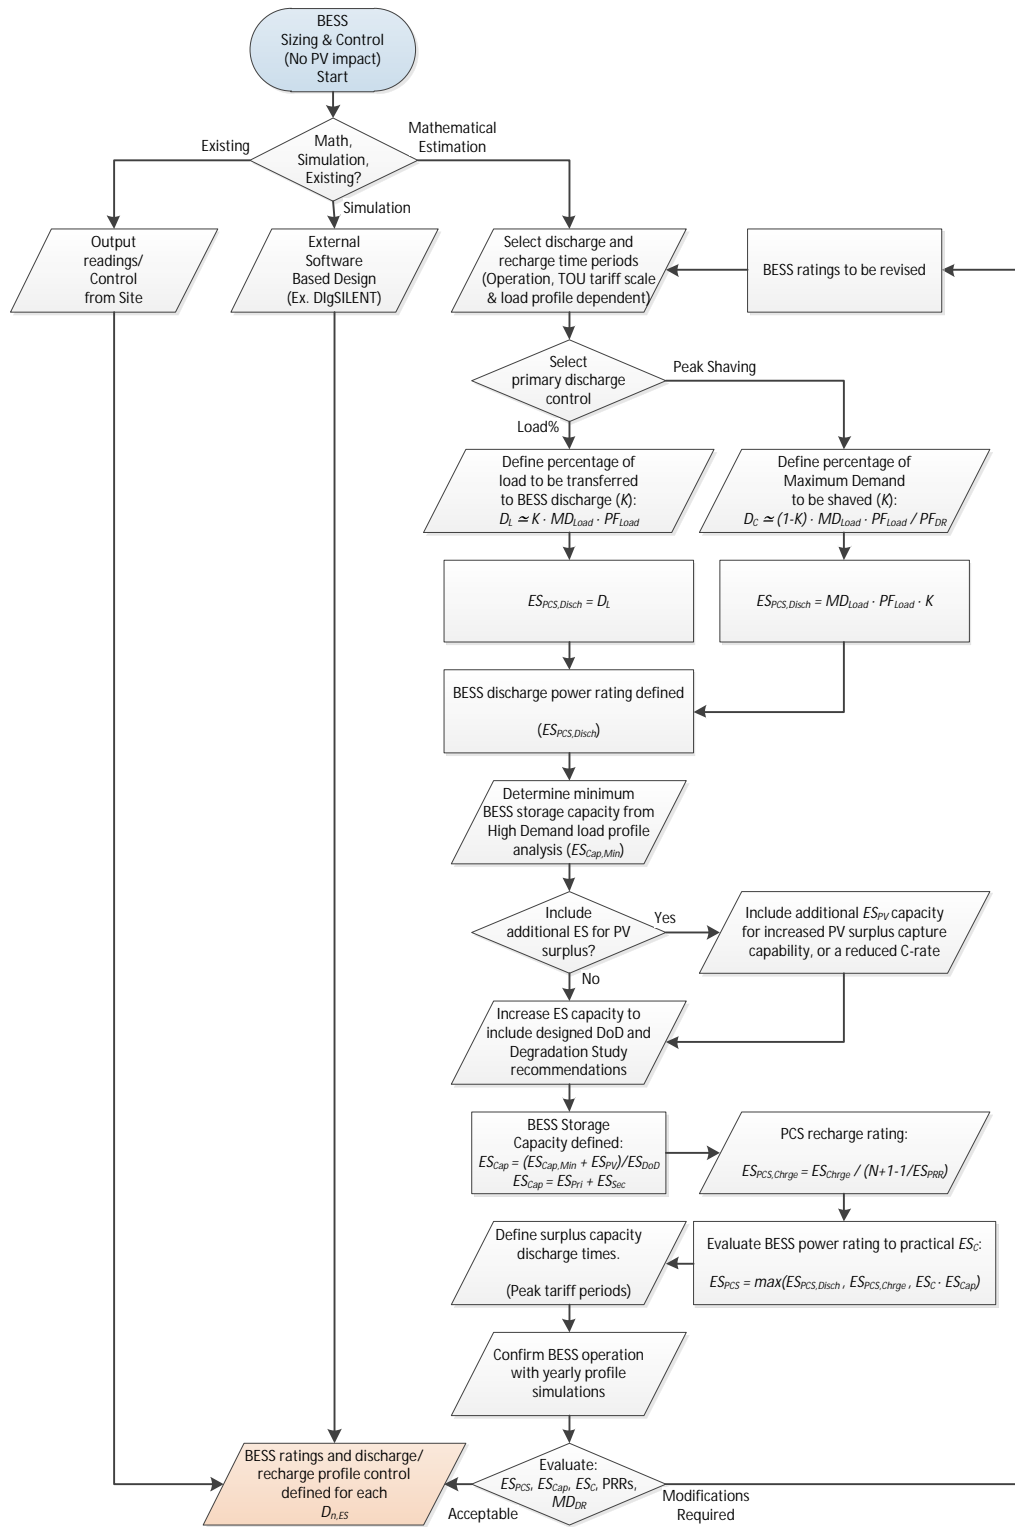 BESS
Sizing & Control
(No PV impact)
Start
Math,
Simulation,
Existing?
Existing
Mathematical
Estimation
Simulation
Output
readings/
Control
from Site
External
Software
Based Design
(Ex. DIgSILENT)
Select discharge and
recharge time periods
(Operation, TOU tariff scale
& load profile dependent)
BESS ratings to be revised
Select
primary discharge
control
Peak Shaving
Load%
Define percentage of
load to be transferred
to BESS discharge (K):
D_L ≃ K · MD_Load · PF_Load
Define percentage of
Maximum Demand
to be shaved (K):
D_C ≃ (1-K) · MD_Load · PF_Load / PF_DR
ES_PCS,Disch = D_L
ES_PCS,Disch = MD_Load · PF_Load · K
BESS discharge power rating defined
(ES_PCS,Disch)
Determine minimum
BESS storage capacity from
High Demand load profile
analysis (ES_Cap,Min)
Include
additional ES for PV
surplus?
Yes
No
Include additional ES_PV capacity
for increased PV surplus capture
capability, or a reduced C-rate
Increase ES capacity to
include designed DoD and
Degradation Study
recommendations
BESS Storage
Capacity defined:
ES_Cap = (ES_Cap,Min + ES_PV)/ES_DoD
ES_Cap = ES_Pri + ES_Sec
PCS recharge rating:
ES_PCS,Chrge = ES_Chrge / (N+1-1/ES_PRR)
Define surplus capacity
discharge times.
(Peak tariff periods)
Evaluate BESS power rating to practical ES_C:
ES_PCS = max(ES_PCS,Disch , ES_PCS,Chrge , ES_C · ES_Cap)
Confirm BESS operation
with yearly profile
simulations
BESS ratings and discharge/
recharge profile control
defined for each
D_n,ES
Evaluate:
ES_PCS, ES_Cap, ES_C, PRRs,
MD_DR
Acceptable
Modifications
Required